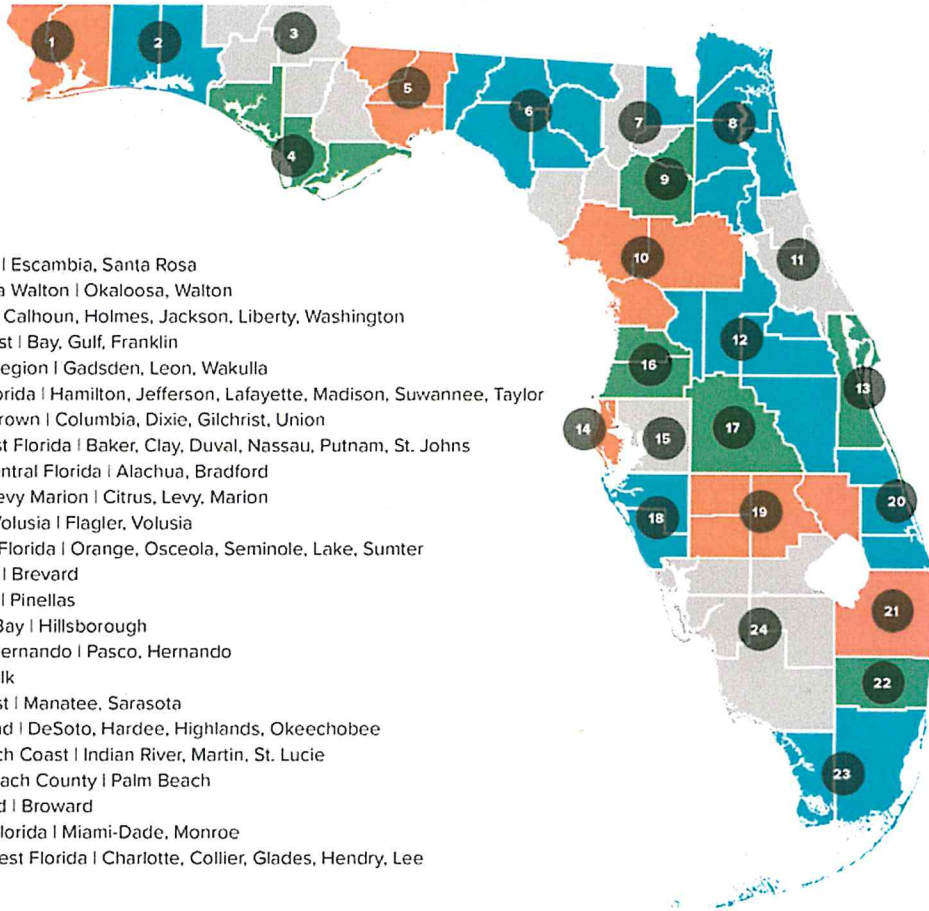 1
2
3
4
5
6
7
8
9
10
11
12
13
14
15
16
17
18
19
20
21
22
23
24
| Escambia, Santa Rosa
a Walton | Okaloosa, Walton
Calhoun, Holmes, Jackson, Liberty, Washington
st | Bay, Gulf, Franklin
egion | Gadsden, Leon, Wakulla
orida | Hamilton, Jefferson, Lafayette, Madison, Suwannee, Taylor
rown | Columbia, Dixie, Gilchrist, Union
st Florida | Baker, Clay, Duval, Nassau, Putnam, St. Johns
entral Florida | Alachua, Bradford
evy Marion | Citrus, Levy, Marion
Volusia | Flagler, Volusia
Florida | Orange, Osceola, Seminole, Lake, Sumter
| Brevard
| Pinellas
Bay | Hillsborough
ernando | Pasco, Hernando
lk
st | Manatee, Sarasota
nd | DeSoto, Hardee, Highlands, Okeechobee
ch Coast | Indian River, Martin, St. Lucie
each County | Palm Beach
d | Broward
lorida | Miami-Dade, Monroe
est Florida | Charlotte, Collier, Glades, Hendry, Lee